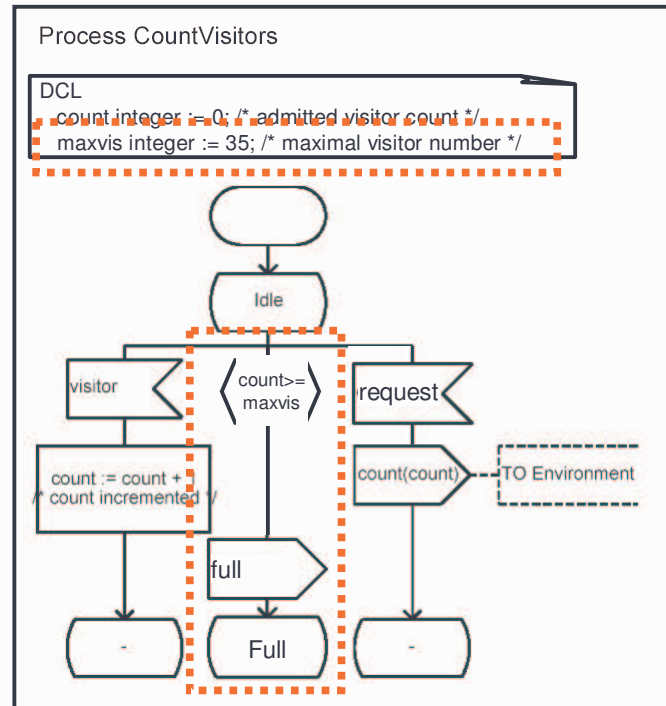 Process CountVisitors
DCL
count integer := 0; /* admitted visitor count */
maxvis integer := 35; /* maximal visitor number */
Idle
visitor
count>=
maxvis
request
count := count + 1
/* count incremented */
count(count)
TO Environment
full
-
Full
-